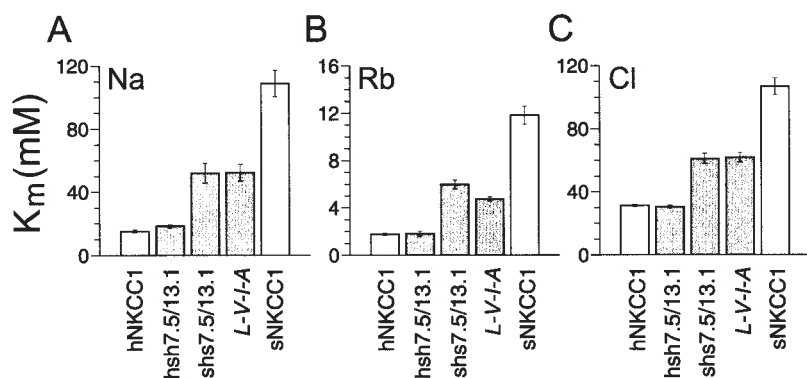 A
B
C
Na
Rb
Cl
Km(mM)
120
80
40
0
16
12
8
4
0
120
80
40
0
hNKCC1
hsh7.5/13.1
shs7.5/13.1
L-V-I-A
sNKCC1
hNKCC1
hsh7.5/13.1
shs7.5/13.1
L-V-I-A
sNKCC1
hNKCC1
hsh7.5/13.1
shs7.5/13.1
L-V-I-A
sNKCC1